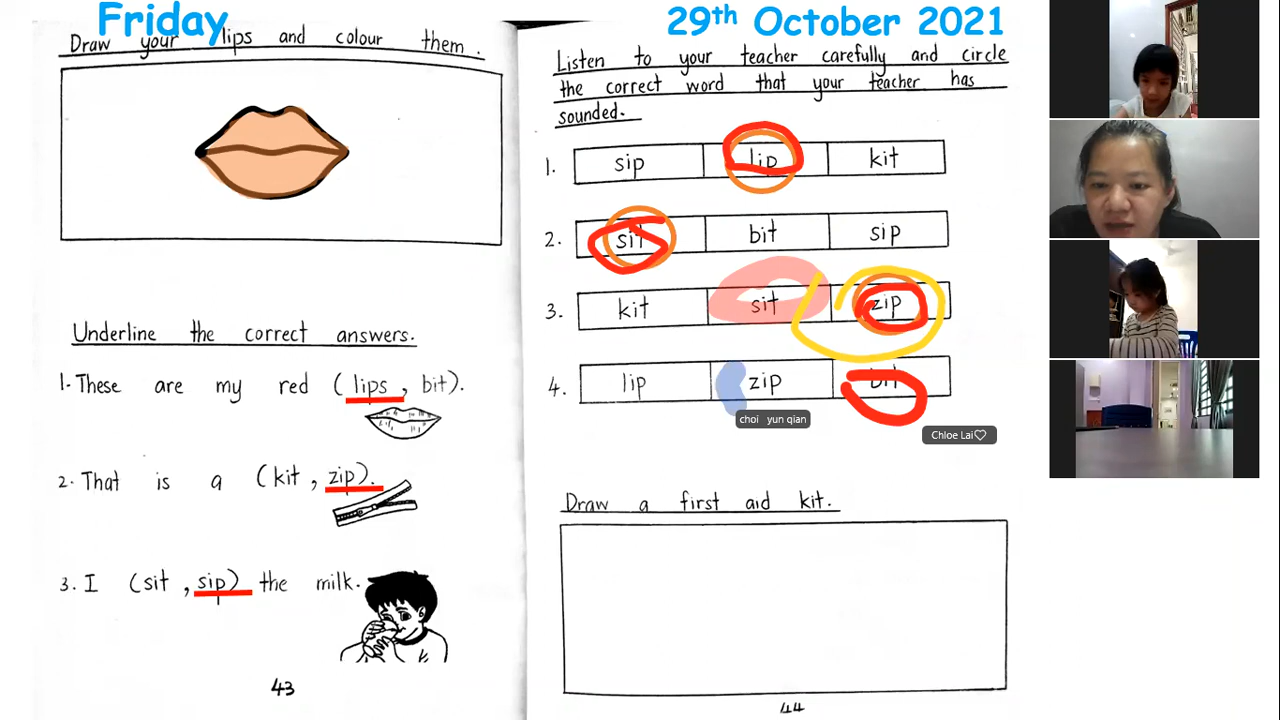 Friday
29th October 2021
Draw your lips and colour them.
Underline the correct answers.
1. These are my red (lips, bit).
2. That is a (kit, zip).
3. I (sit, sip) the milk.
43
Listen to your teacher carefully and circle
the correct word that your teacher has
sounded.
1. sip lip kit
2. sit bit sip
3. kit sit zip
4. lip zip bit
choi yun qian
Chloe Lai♡
Draw a first aid kit.
44